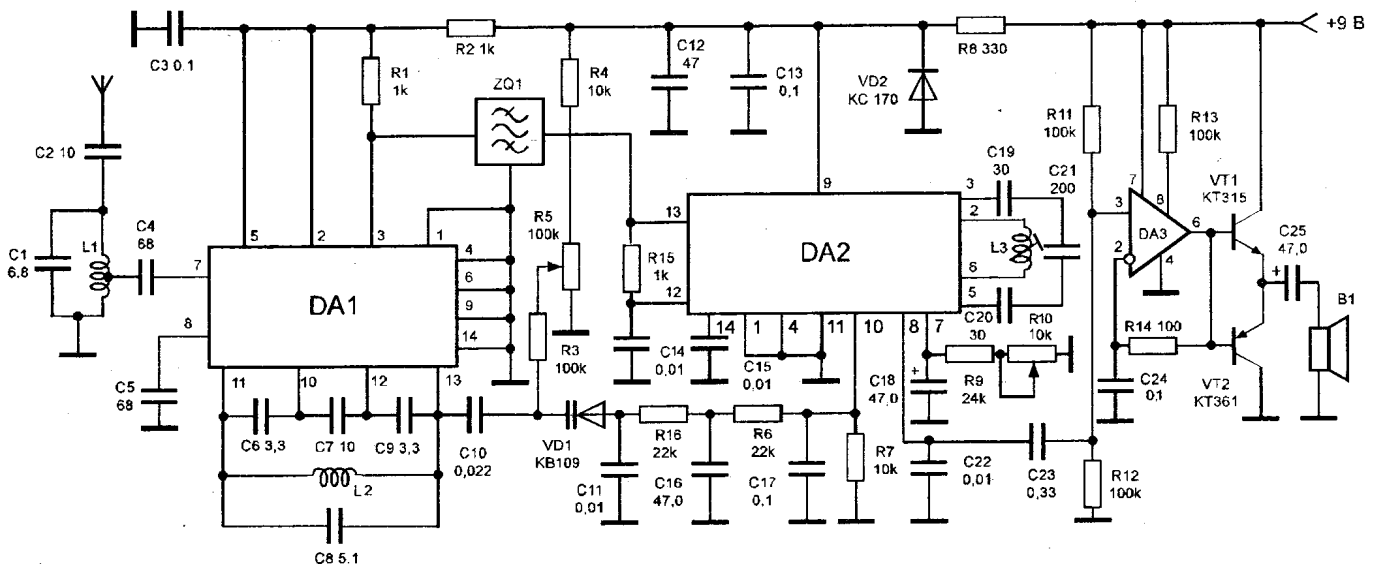 +9 В
C3 0.1
R2 1k
R1
1k
R4
10k
C12
47
C13
0,1
VD2
КС 170
R8 330
R11
100k
R13
100k
ZQ1
C2 10
C1
6.8
L1
C4
68
7
8
C5
68
5
2
3
1
4
6
9
14
DA1
11
10
12
13
C6 3,3
C7 10
C9 3,3
L2
C8 5.1
C10
0,022
R5
100k
R3
100k
VD1
KB109
C11
0,01
R16
22k
C16
47,0
R6
22k
C17
0,1
R7
10k
R15
1k
13
12
9
DA2
3
2
6
5
14
1
4
11
10
8
7
C14
0,01
C15
0,01
C19
30
C21
200
L3
C20
30
R10
10k
C18
47,0
+
R9
24k
C22
0,01
C23
0,33
R12
100k
3
2
7
8
4
6
DA3
VT1
КТ315
C25
47,0
+
B1
R14 100
C24
0,1
VT2
КТ361